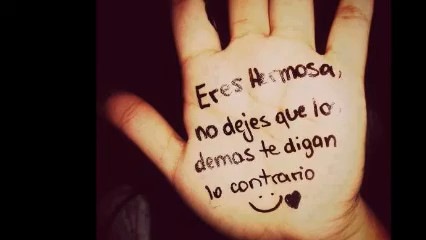 Eres Hermosa,
no dejes que lo
demas te digan
lo contrario